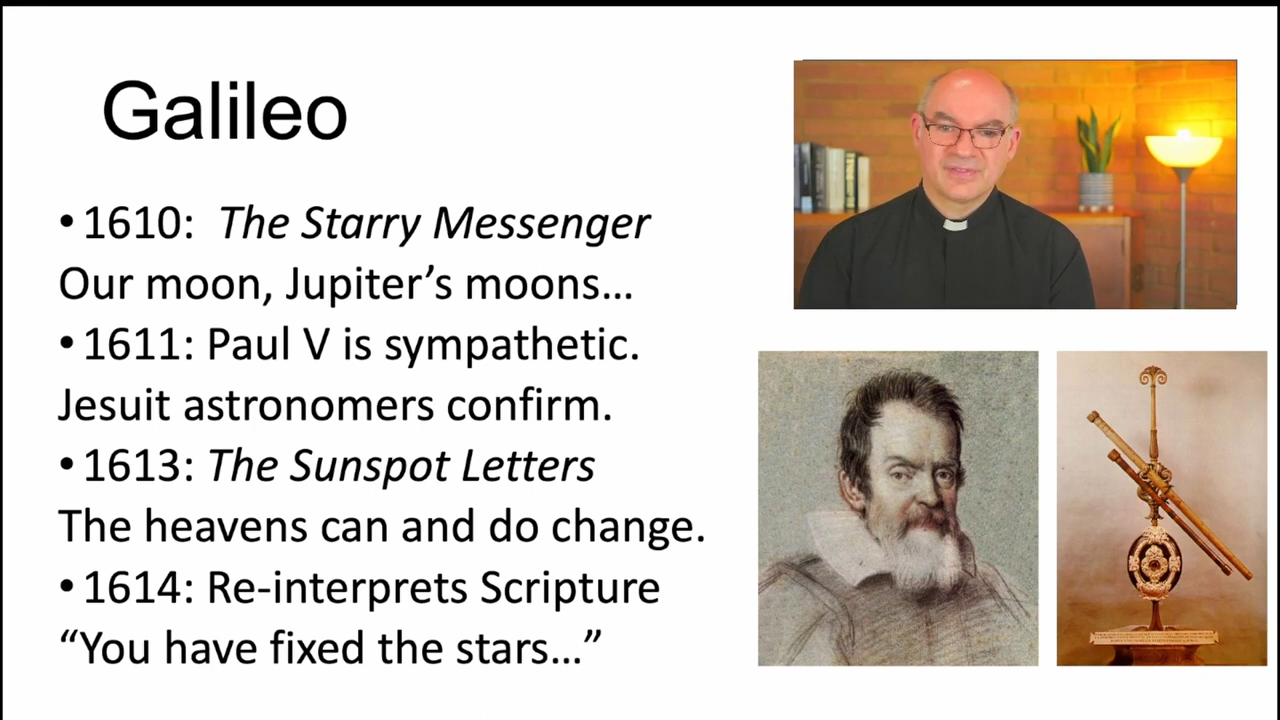 Galileo
• 1610: The Starry Messenger
Our moon, Jupiter’s moons...
• 1611: Paul V is sympathetic.
Jesuit astronomers confirm.
• 1613: The Sunspot Letters
The heavens can and do change.
• 1614: Re-interprets Scripture
“You have fixed the stars...”